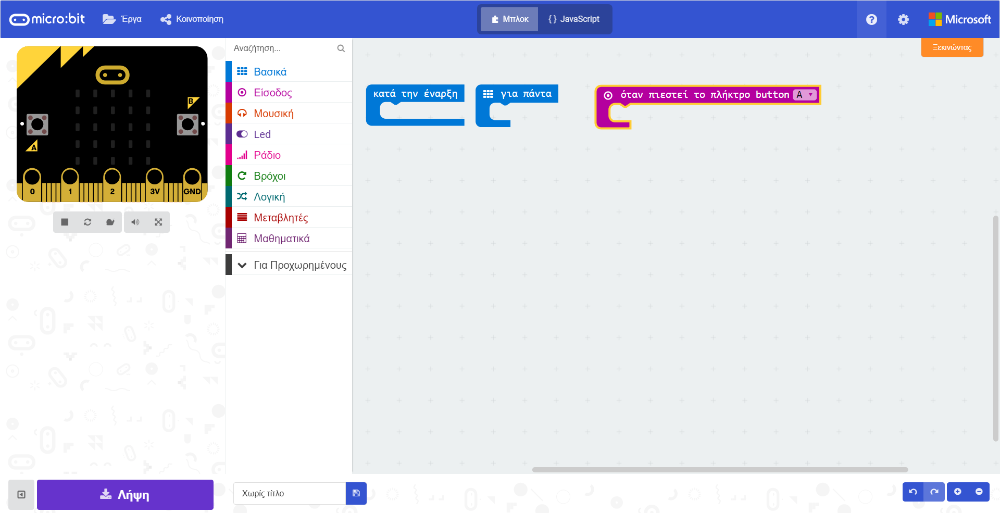 micro:bit
Έργα
Κοινοποίηση
Μπλοκ
{} JavaScript
?
Microsoft
Ξεκινώντας
Αναζήτηση...
Βασικά
Είσοδος
Μουσική
Led
Ράδιο
Βρόχοι
Λογική
Μεταβλητές
Μαθηματικά
Για Προχωρημένους
B
A
0
1
2
3V
GND
κατά την έναρξη
για πάντα
όταν πιεστεί το πλήκτρο button A
Λήψη
Χωρίς τίτλο